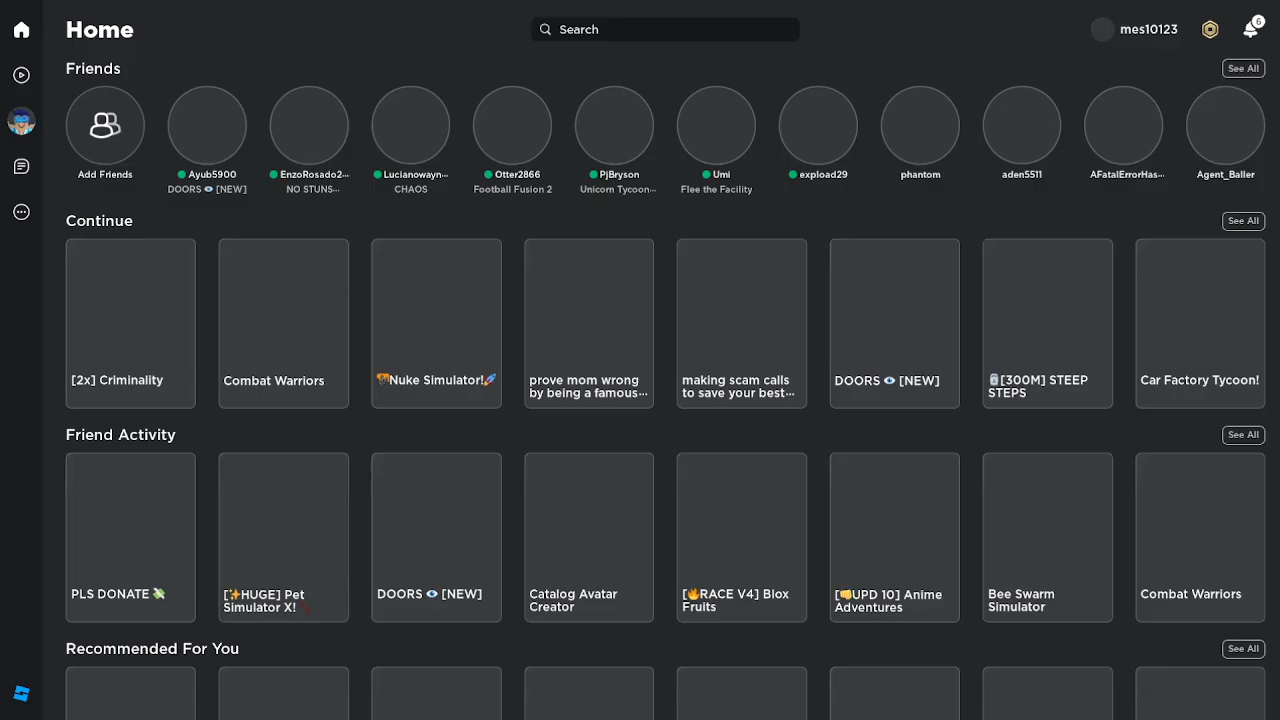 Home
Search
mes10123
6
Friends
See All
Add Friends
Ayub5900
DOORS 👁 [NEW]
EnzoRosado2...
NO STUNS...
Lucianowayn...
CHAOS
Otter2866
Football Fusion 2
PjBryson
Unicorn Tycoon...
Umi
Flee the Facility
expload29
phantom
aden5511
AFatalErrorHas...
Agent_Baller
Continue
See All
[2x] Criminality
Combat Warriors
Nuke Simulator!🚀
prove mom wrong
by being a famous...
making scam calls
to save your best...
DOORS 👁 [NEW]
[300M] STEEP
STEPS
Car Factory Tycoon!
Friend Activity
See All
PLS DONATE 💸
[✨HUGE] Pet
Simulator X!
DOORS 👁 [NEW]
Catalog Avatar
Creator
[🔥RACE V4] Blox
Fruits
[👊UPD 10] Anime
Adventures
Bee Swarm
Simulator
Combat Warriors
Recommended For You
See All